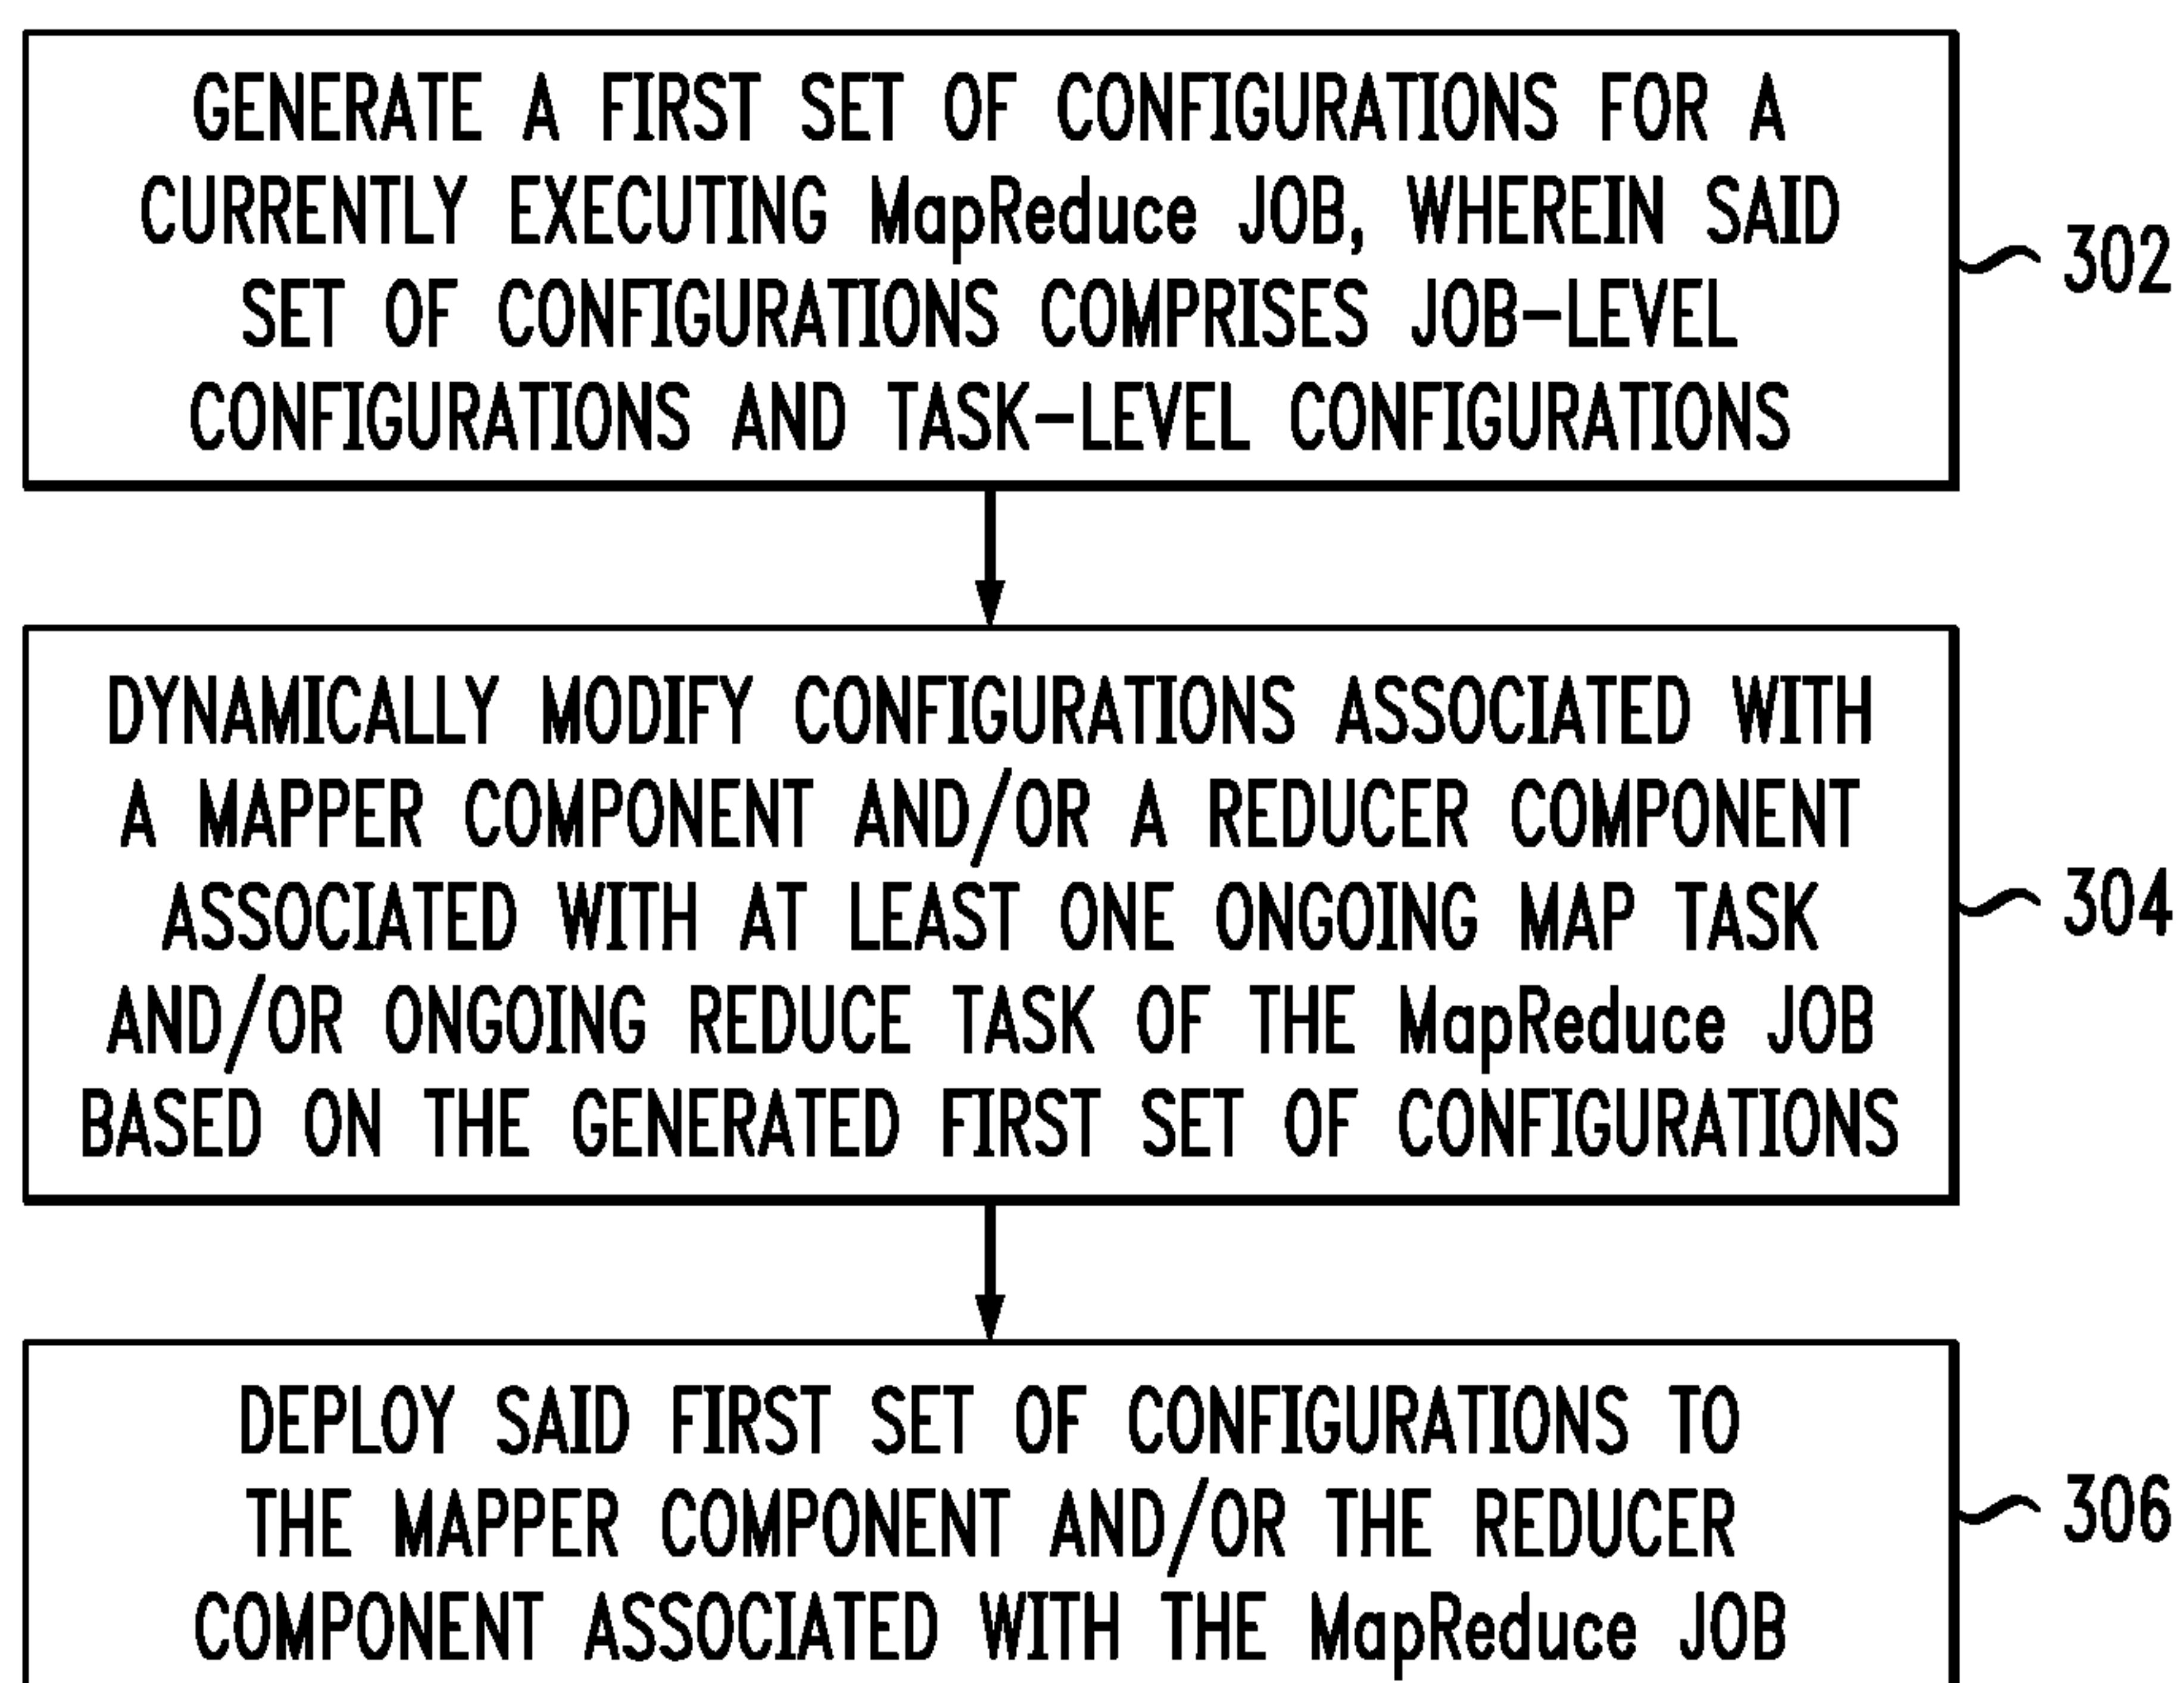 GENERATE A FIRST SET OF CONFIGURATIONS FOR A
CURRENTLY EXECUTING MapReduce JOB, WHEREIN SAID
SET OF CONFIGURATIONS COMPRISES JOB-LEVEL
CONFIGURATIONS AND TASK-LEVEL CONFIGURATIONS
302
DYNAMICALLY MODIFY CONFIGURATIONS ASSOCIATED WITH
A MAPPER COMPONENT AND/OR A REDUCER COMPONENT
ASSOCIATED WITH AT LEAST ONE ONGOING MAP TASK
AND/OR ONGOING REDUCE TASK OF THE MapReduce JOB
BASED ON THE GENERATED FIRST SET OF CONFIGURATIONS
304
DEPLOY SAID FIRST SET OF CONFIGURATIONS TO
THE MAPPER COMPONENT AND/OR THE REDUCER
COMPONENT ASSOCIATED WITH THE MapReduce JOB
306